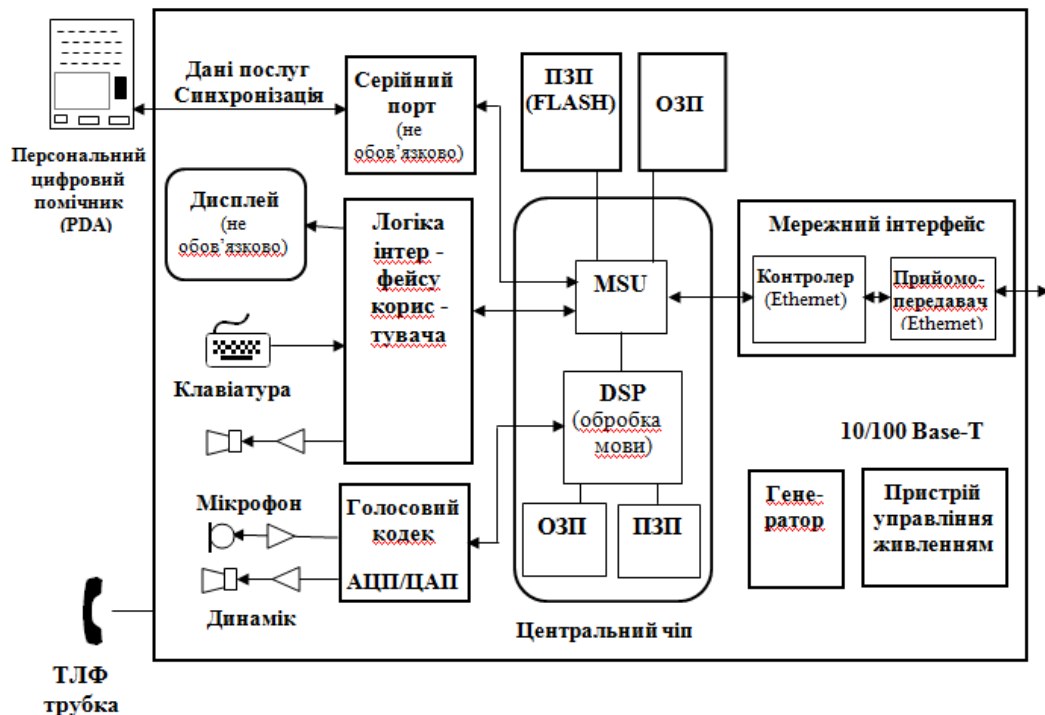 Дані послуг
Синхронізація
Персональний
цифровий
помічник
(PDA)
Серійний
порт
(не
обов’язково)
ПЗП
(FLASH)
ОЗП
Дисплей
(не
обов’язково)
Логіка
інтер -
фейсу
корис -
тувача
Клавіатура
MSU
DSP
(обробка
мови)
ОЗП
ПЗП
Центральний чіп
Мережний інтерфейс
Контролер
(Ethernet)
Прийомо-
передавач
(Ethernet)
10/100 Base-T
Гене-
ратор
Пристрій
управління
живленням
Мікрофон
Голосовий
кодек
АЦП/ЦАП
Динамік
ТЛФ
трубка